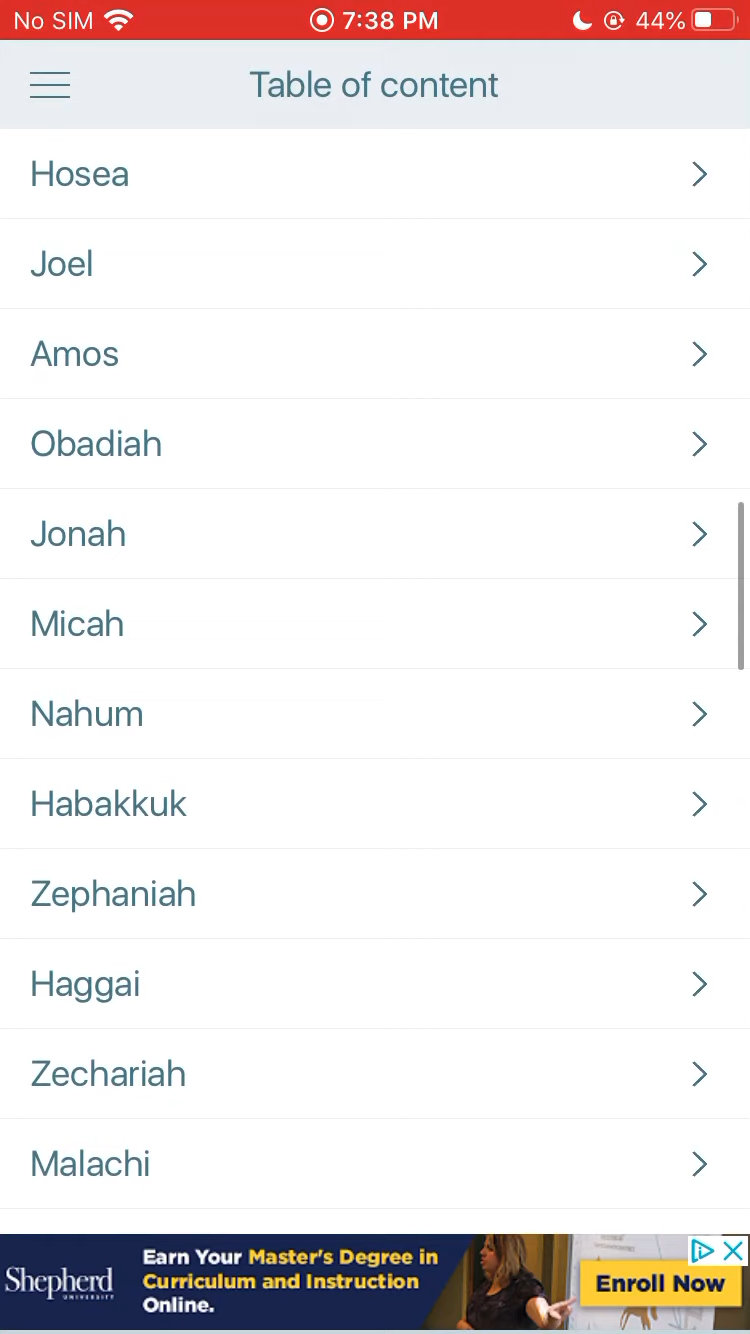 No SIM 7:38 PM 44%
Table of content
Hosea
Joel
Amos
Obadiah
Jonah
Micah
Nahum
Habakkuk
Zephaniah
Haggai
Zechariah
Malachi
Shepherd
UNIVERSITY
Earn Your Master's Degree in
Curriculum and Instruction
Online.
Enroll Now